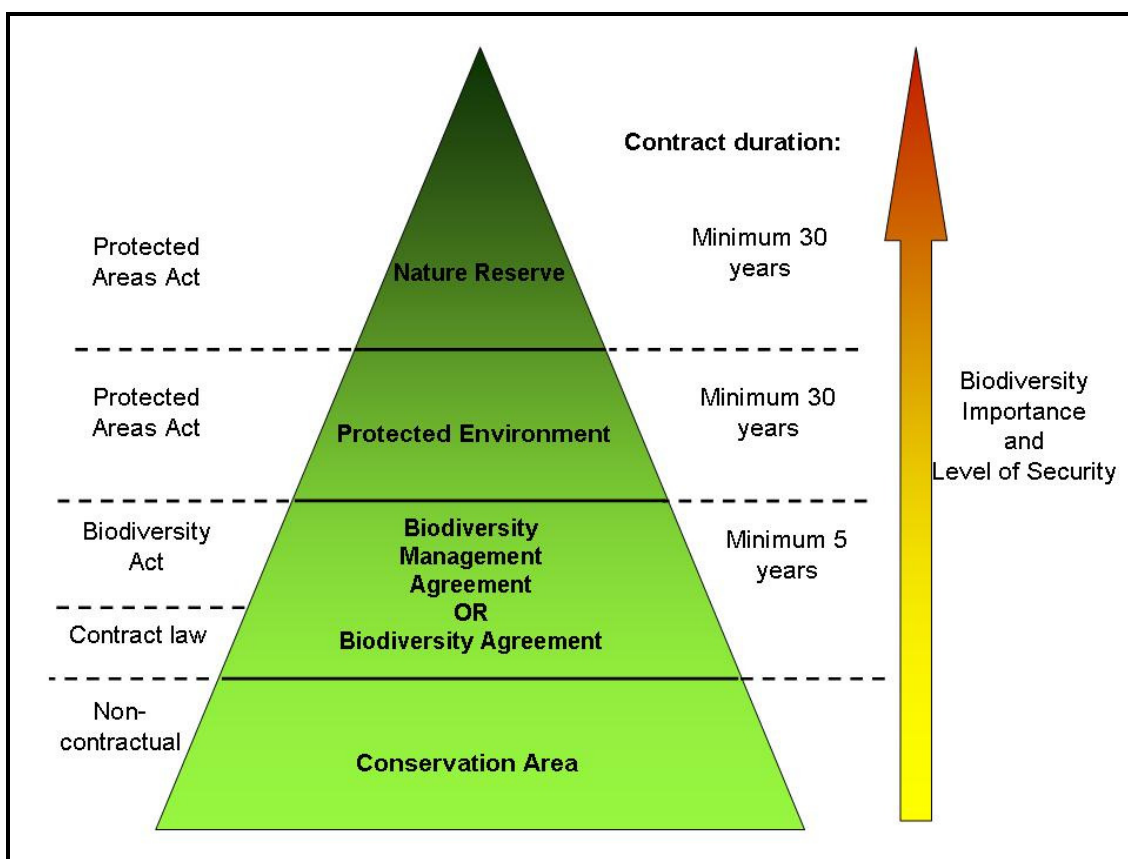 Contract duration:
Protected
Areas Act
Nature Reserve
Minimum 30
years
Protected
Areas Act
Protected Environment
Minimum 30
years
Biodiversity
Importance
and
Level of Security
Biodiversity
Act
Biodiversity
Management
Agreement
OR
Biodiversity Agreement
Minimum 5
years
Contract law
Non-
contractual
Conservation Area